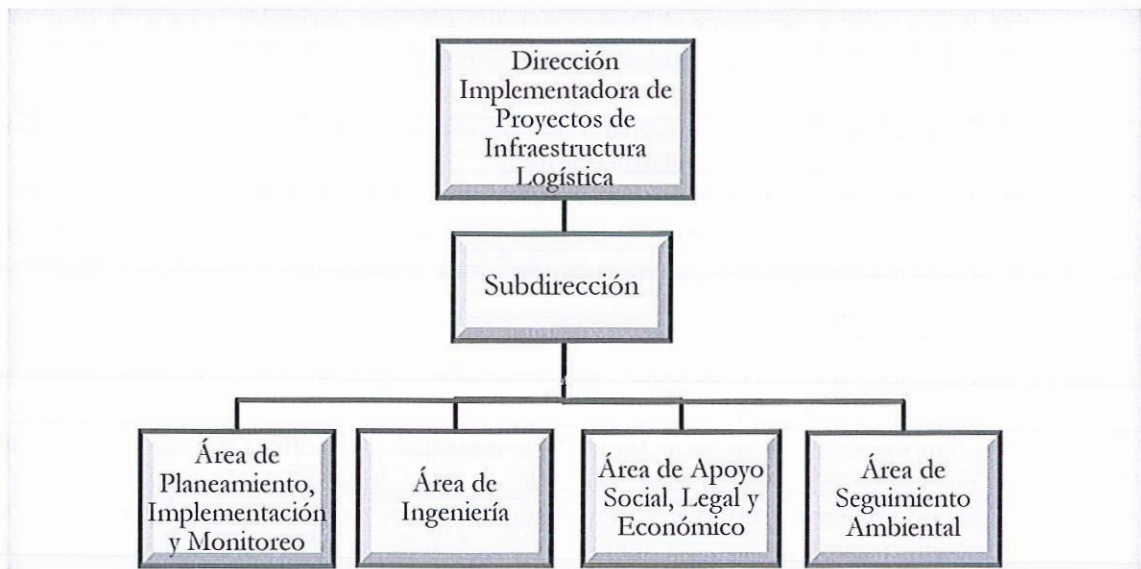 Dirección
Implementadora de
Proyectos de
Infraestructura
Logística
Subdirección
Área de
Planeamiento,
Implementación
y Monitoreo
Área de
Ingeniería
Área de Apoyo
Social, Legal y
Económico
Área de
Seguimiento
Ambiental